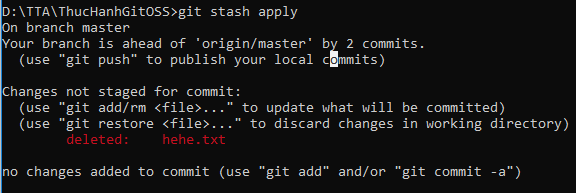 D:\TTA\ThucHanhGitOSS>git stash apply
On branch master
Your branch is ahead of 'origin/master' by 2 commits.
  (use "git push" to publish your local commits)

Changes not staged for commit:
  (use "git add/rm <file>..." to update what will be committed)
  (use "git restore <file>..." to discard changes in working directory)
        deleted:    hehe.txt

no changes added to commit (use "git add" and/or "git commit -a")